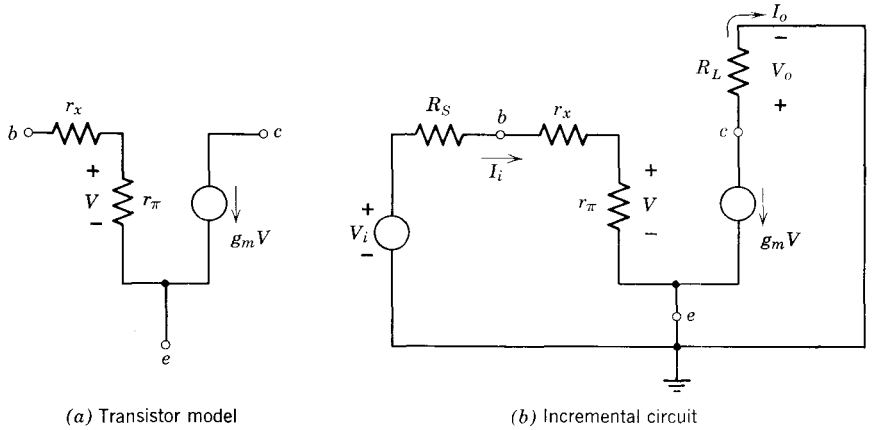 r_x
b
c
+
V
−
r_π
g_m V
e
(a) Transistor model
I_o
−
R_L
V_o
+
R_S
b
r_x
c
I_i
+
V_i
−
r_π
+
V
−
g_m V
e
(b) Incremental circuit